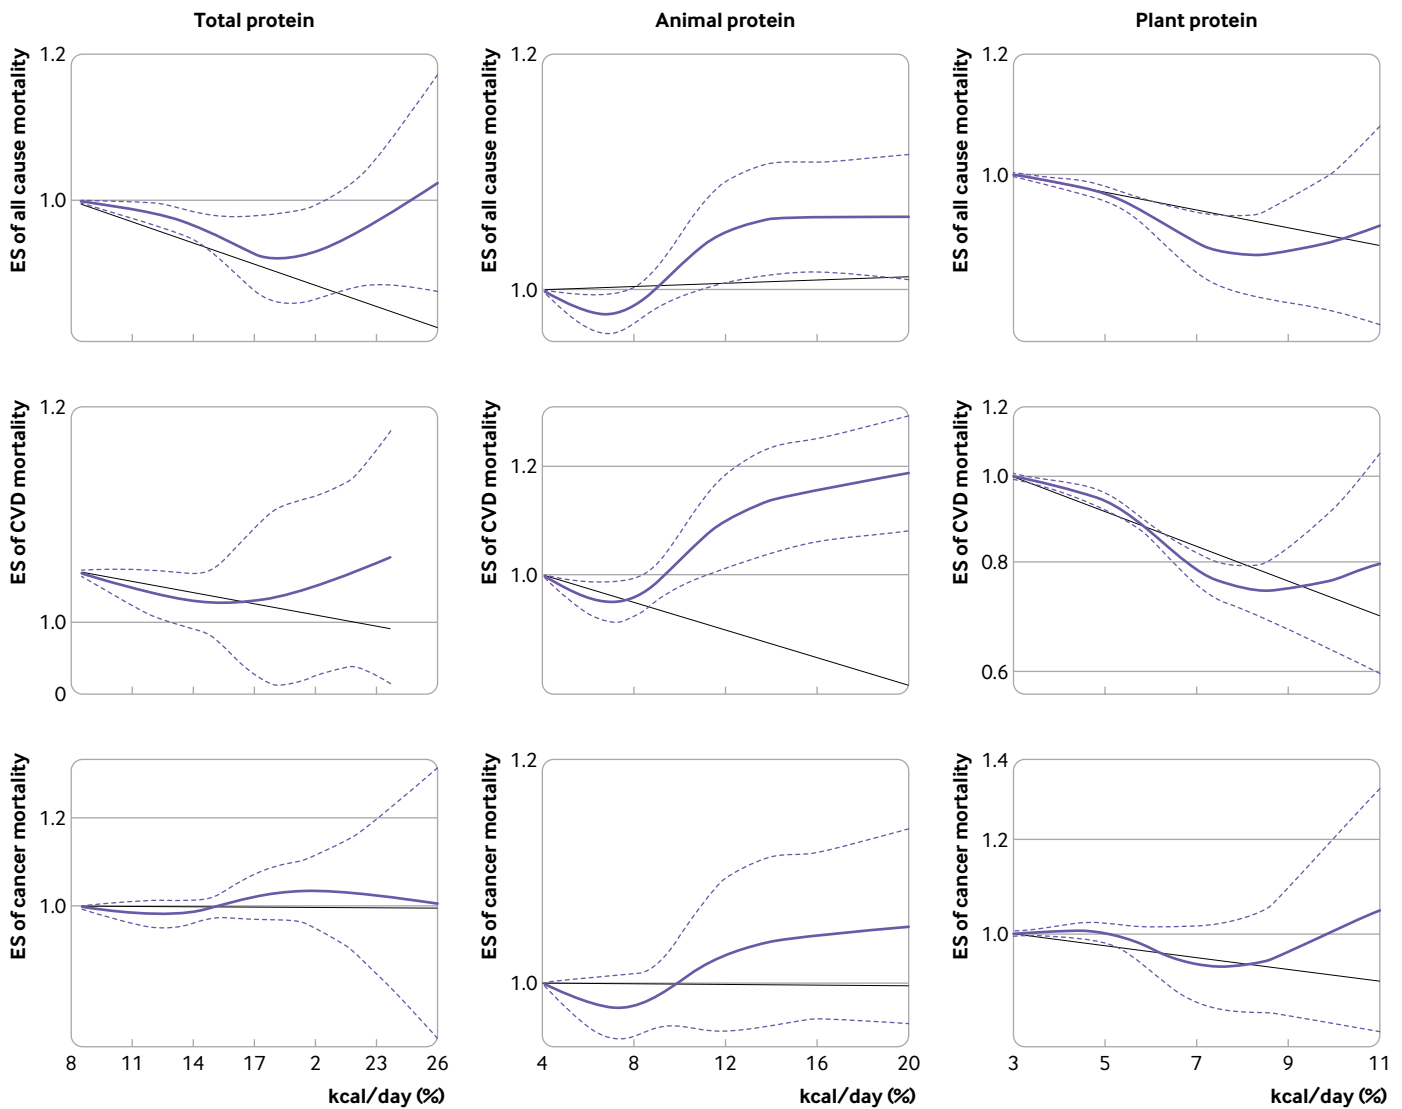 Total protein
Animal protein
Plant protein
ES of all cause mortality
1.2
1.0
ES of all cause mortality
1.2
1.0
ES of all cause mortality
1.2
1.0
ES of CVD mortality
1.2
1.0
0
ES of CVD mortality
1.2
1.0
ES of CVD mortality
1.2
1.0
0.8
0.6
ES of cancer mortality
1.2
1.0
8 11 14 17 2 23 26
kcal/day (%)
ES of cancer mortality
1.2
1.0
4 8 12 16 20
kcal/day (%)
ES of cancer mortality
1.4
1.2
1.0
3 5 7 9 11
kcal/day (%)